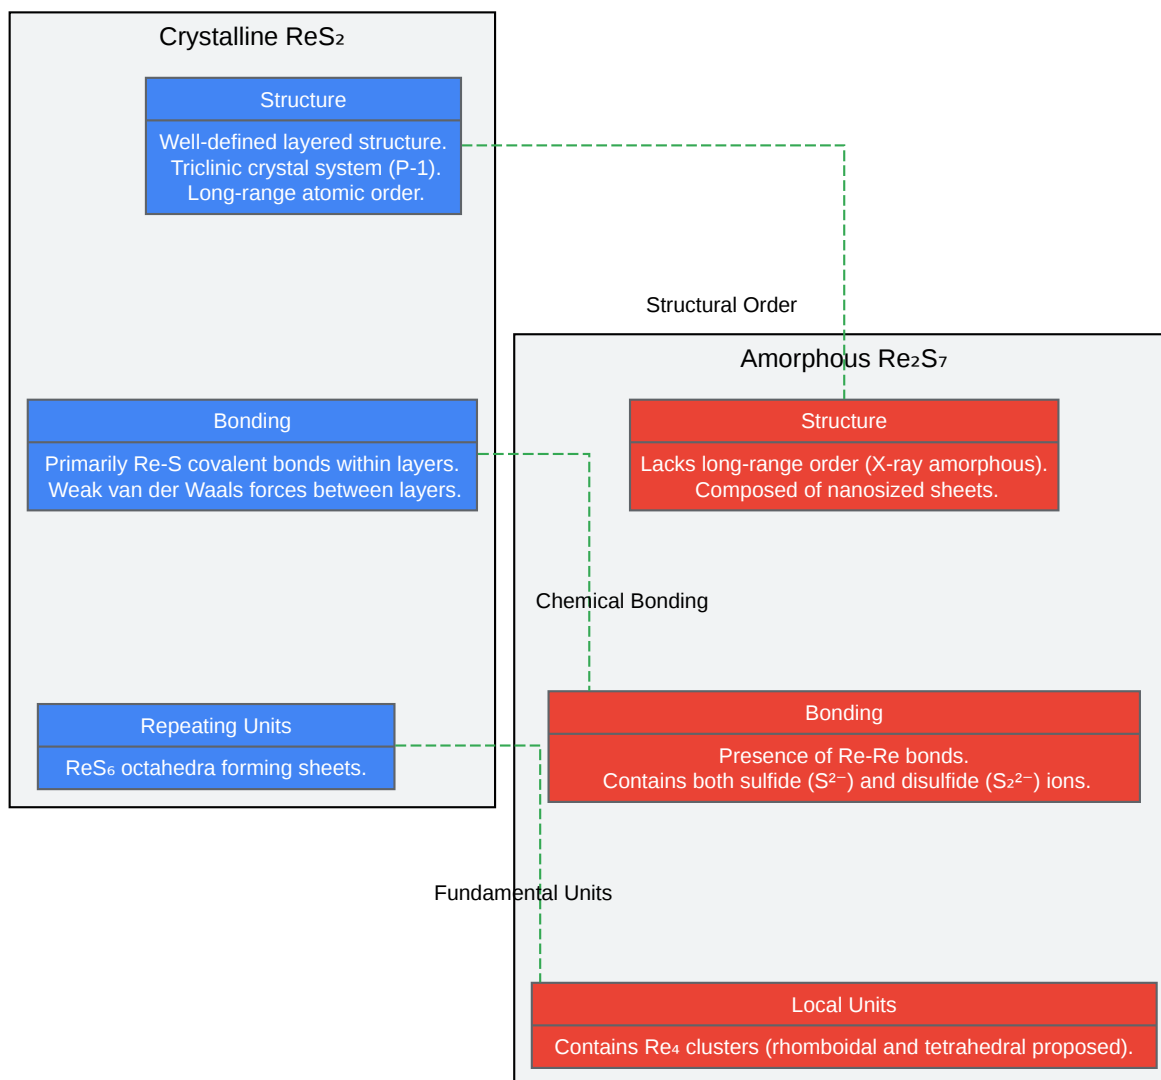 Crystalline ReS₂
Structure
Well-defined layered structure.
Triclinic crystal system (P-1).
Long-range atomic order.
Bonding
Primarily Re-S covalent bonds within layers.
Weak van der Waals forces between layers.
Repeating Units
ReS₆ octahedra forming sheets.
Structural Order
Chemical Bonding
Fundamental Units
Amorphous Re₂S₇
Structure
Lacks long-range order (X-ray amorphous).
Composed of nanosized sheets.
Bonding
Presence of Re-Re bonds.
Contains both sulfide (S²⁻) and disulfide (S₂²⁻) ions.
Local Units
Contains Re₄ clusters (rhomboidal and tetrahedral proposed).